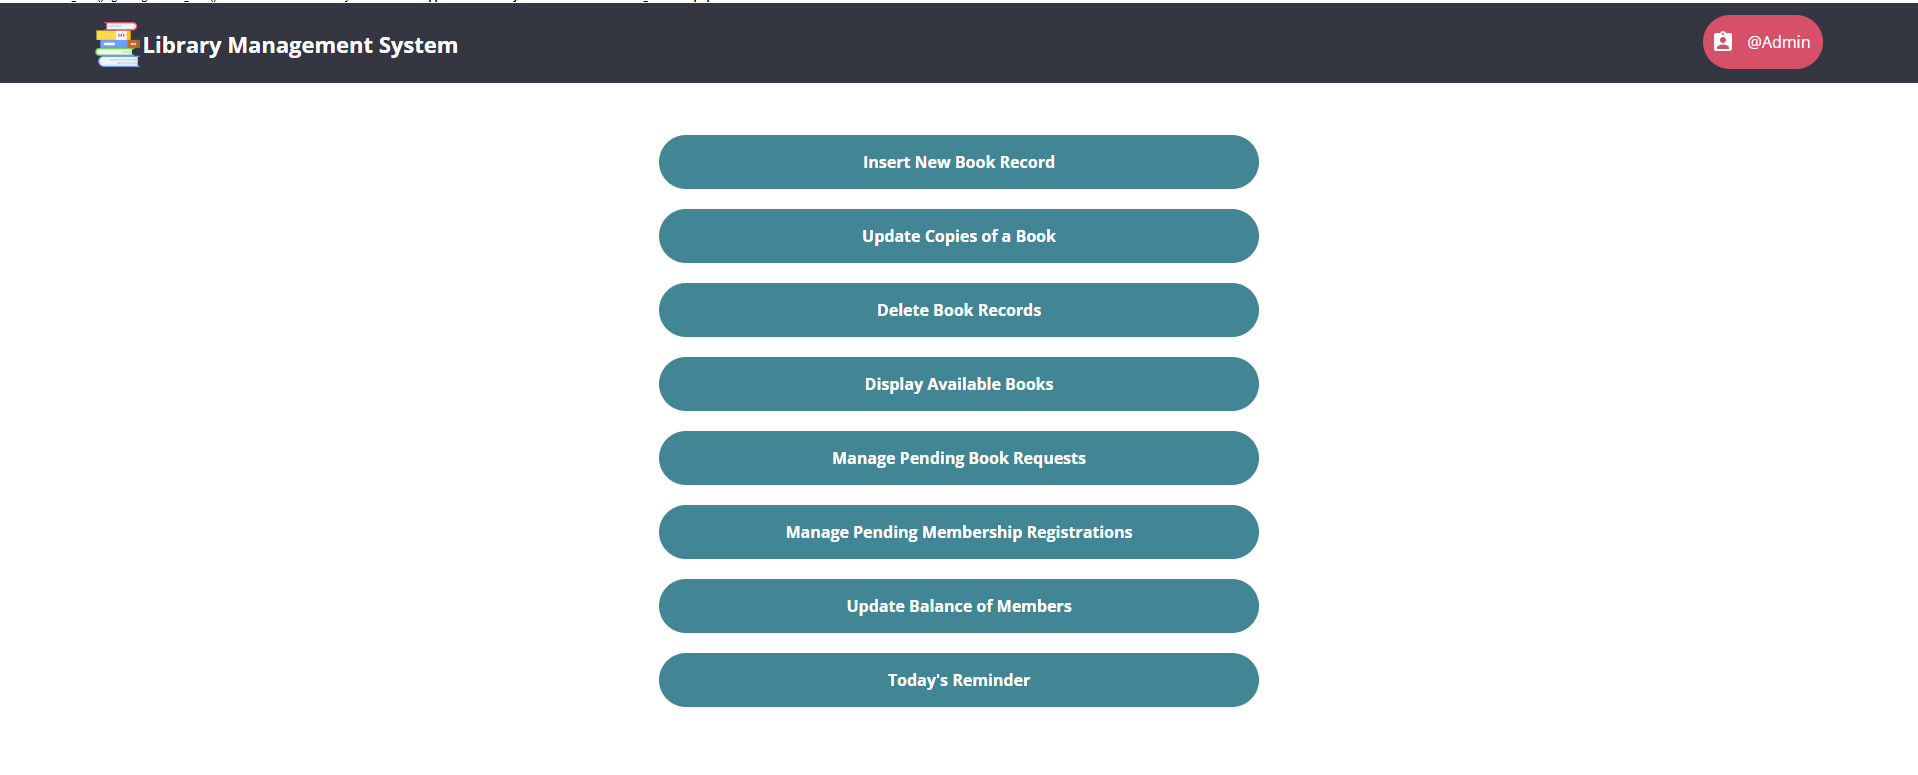 Library Management System
@Admin
Insert New Book Record
Update Copies of a Book
Delete Book Records
Display Available Books
Manage Pending Book Requests
Manage Pending Membership Registrations
Update Balance of Members
Today's Reminder